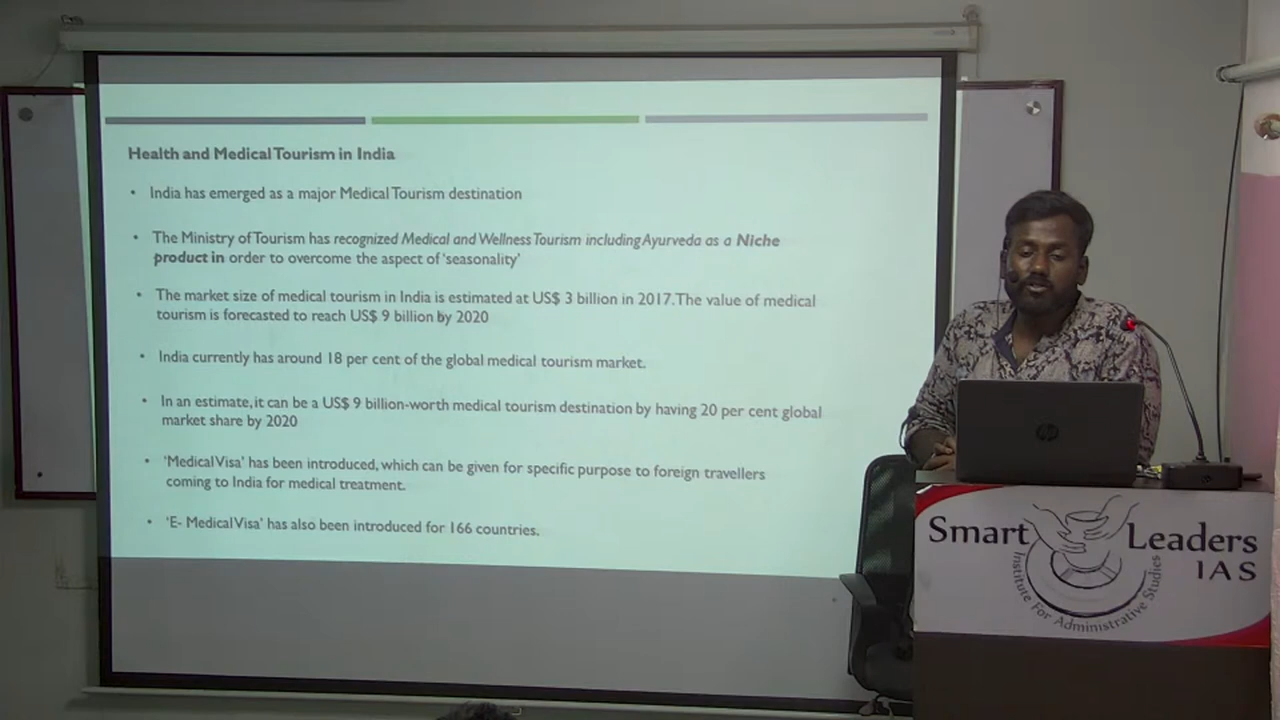 Health and Medical Tourism in India
• India has emerged as a major Medical Tourism destination
• The Ministry of Tourism has recognized Medical and Wellness Tourism including Ayurveda as a Niche
product in order to overcome the aspect of 'seasonality'
• The market size of medical tourism in India is estimated at US$ 3 billion in 2017. The value of medical
tourism is forecasted to reach US$ 9 billion by 2020
• India currently has around 18 per cent of the global medical tourism market.
• In an estimate, it can be a US$ 9 billion-worth medical tourism destination by having 20 per cent global
market share by 2020
• 'Medical Visa' has been introduced, which can be given for specific purpose to foreign travellers
coming to India for medical treatment.
• 'E- Medical Visa' has also been introduced for 166 countries.
hp
Smart Leaders
IAS
Institute For Administrative Studies